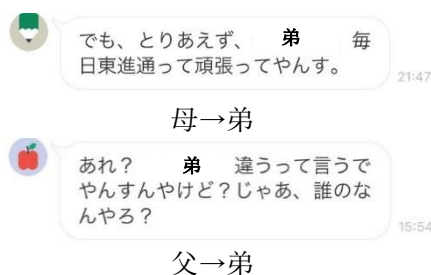 でも、とりあえず、 弟 毎
日東進通って頑張ってやんす。
21:47
母→弟
あれ? 弟 違うって言うで
やんすんやけど?じゃあ、誰のな
んやろ?
15:54
父→弟